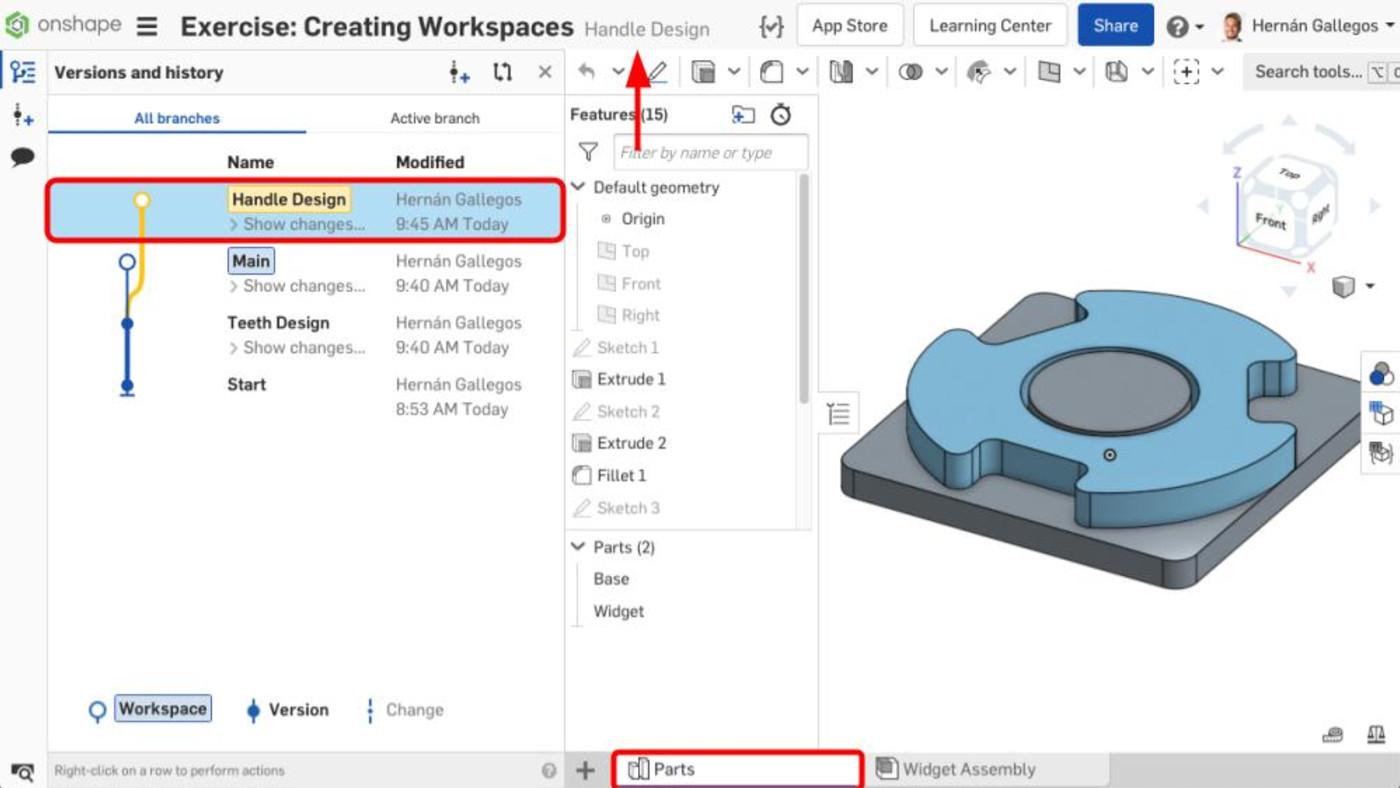 onshape Exercise: Creating Workspaces Handle Design App Store Learning Center Share Hernán Gallegos
Versions and history
Search tools...
All branches Active branch
Name Modified
Handle Design Hernán Gallegos
Show changes... 9:45 AM Today
Main Hernán Gallegos
Show changes... 9:40 AM Today
Teeth Design Hernán Gallegos
Show changes... 9:40 AM Today
Start Hernán Gallegos
8:53 AM Today
Workspace Version Change
Right-click on a row to perform actions
Features (15)
Filter by name or type
Default geometry
Origin
Top
Front
Right
Sketch 1
Extrude 1
Sketch 2
Extrude 2
Fillet 1
Sketch 3
Parts (2)
Base
Widget
Z
Top
Front
Right
Y
X
Parts
Widget Assembly